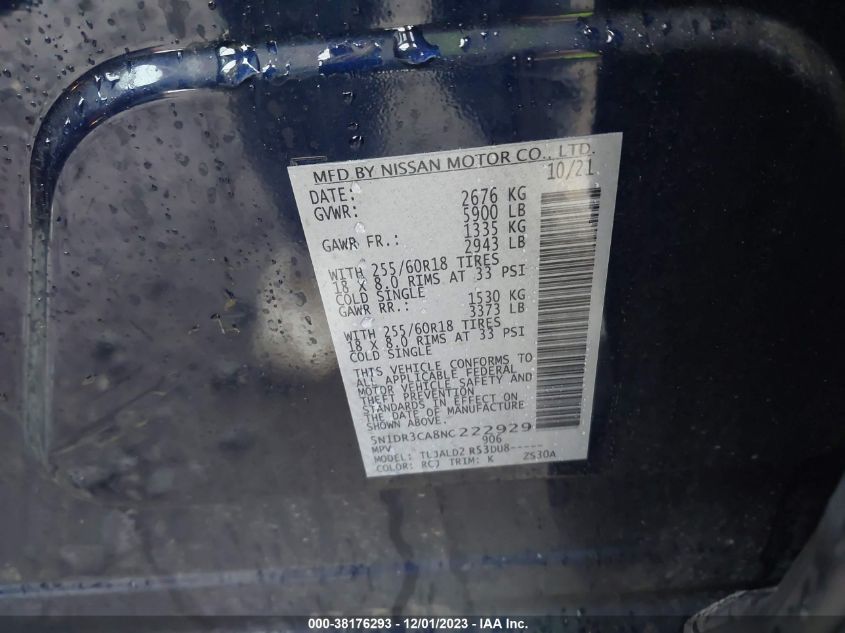 MFD BY NISSAN MOTOR CO., LTD.
DATE: 10/21
GVWR: 2676 KG
5900 LB
GAWR FR.: 1335 KG
2943 LB
WITH 255/60R18 TIRES
18 X 8.0 RIMS AT 33 PSI
COLD SINGLE
GAWR RR.: 1530 KG
3373 LB
WITH 255/60R18 TIRES
18 X 8.0 RIMS AT 33 PSI
COLD SINGLE
THIS VEHICLE CONFORMS TO
ALL APPLICABLE FEDERAL
MOTOR VEHICLE SAFETY AND
THEFT PREVENTION
STANDARDS IN EFFECT ON
THE DATE OF MANUFACTURE
5N1DR3CA8NC222929
MPV 906
MODEL: TLJALD2 R53DU8-----
COLOR: RCJ TRIM: K ZS30A
000-38176293 - 12/01/2023 - IAA Inc.